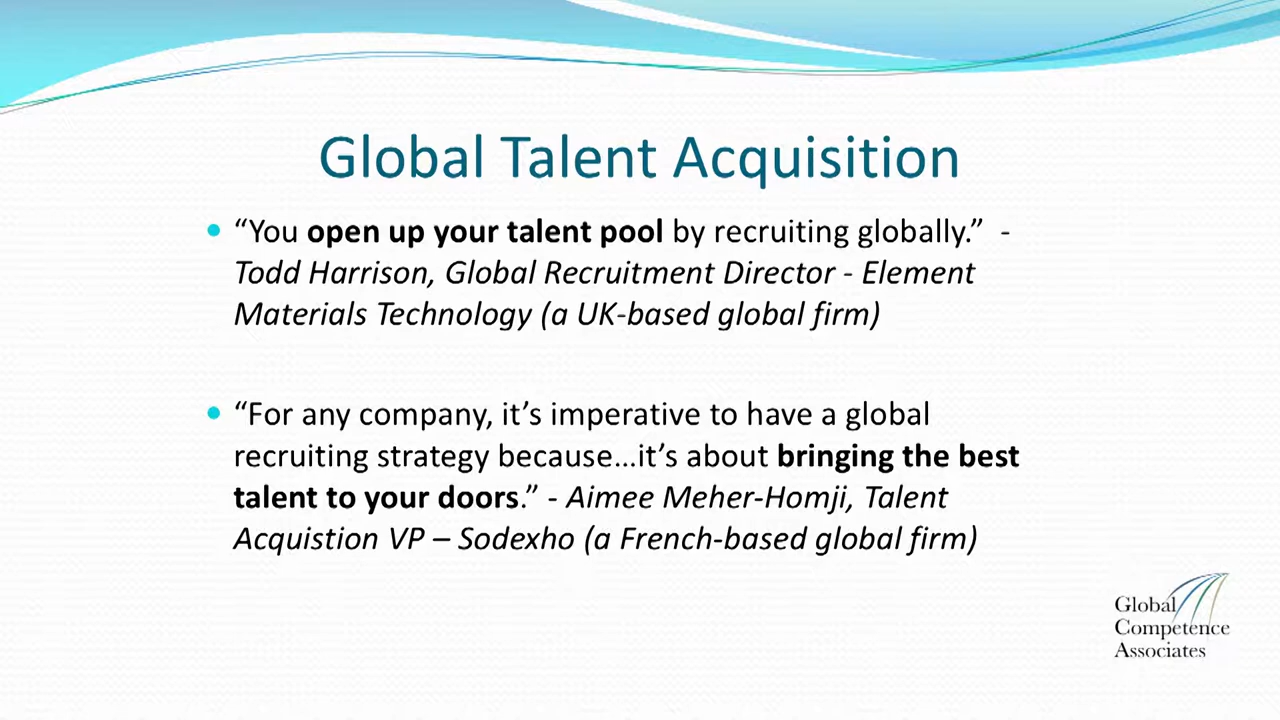 Global Talent Acquisition
• “You open up your talent pool by recruiting globally.” -
Todd Harrison, Global Recruitment Director - Element
Materials Technology (a UK-based global firm)
• “For any company, it’s imperative to have a global
recruiting strategy because...it’s about bringing the best
talent to your doors.” - Aimee Meher-Homji, Talent
Acquistion VP – Sodexho (a French-based global firm)
Global
Competence
Associates